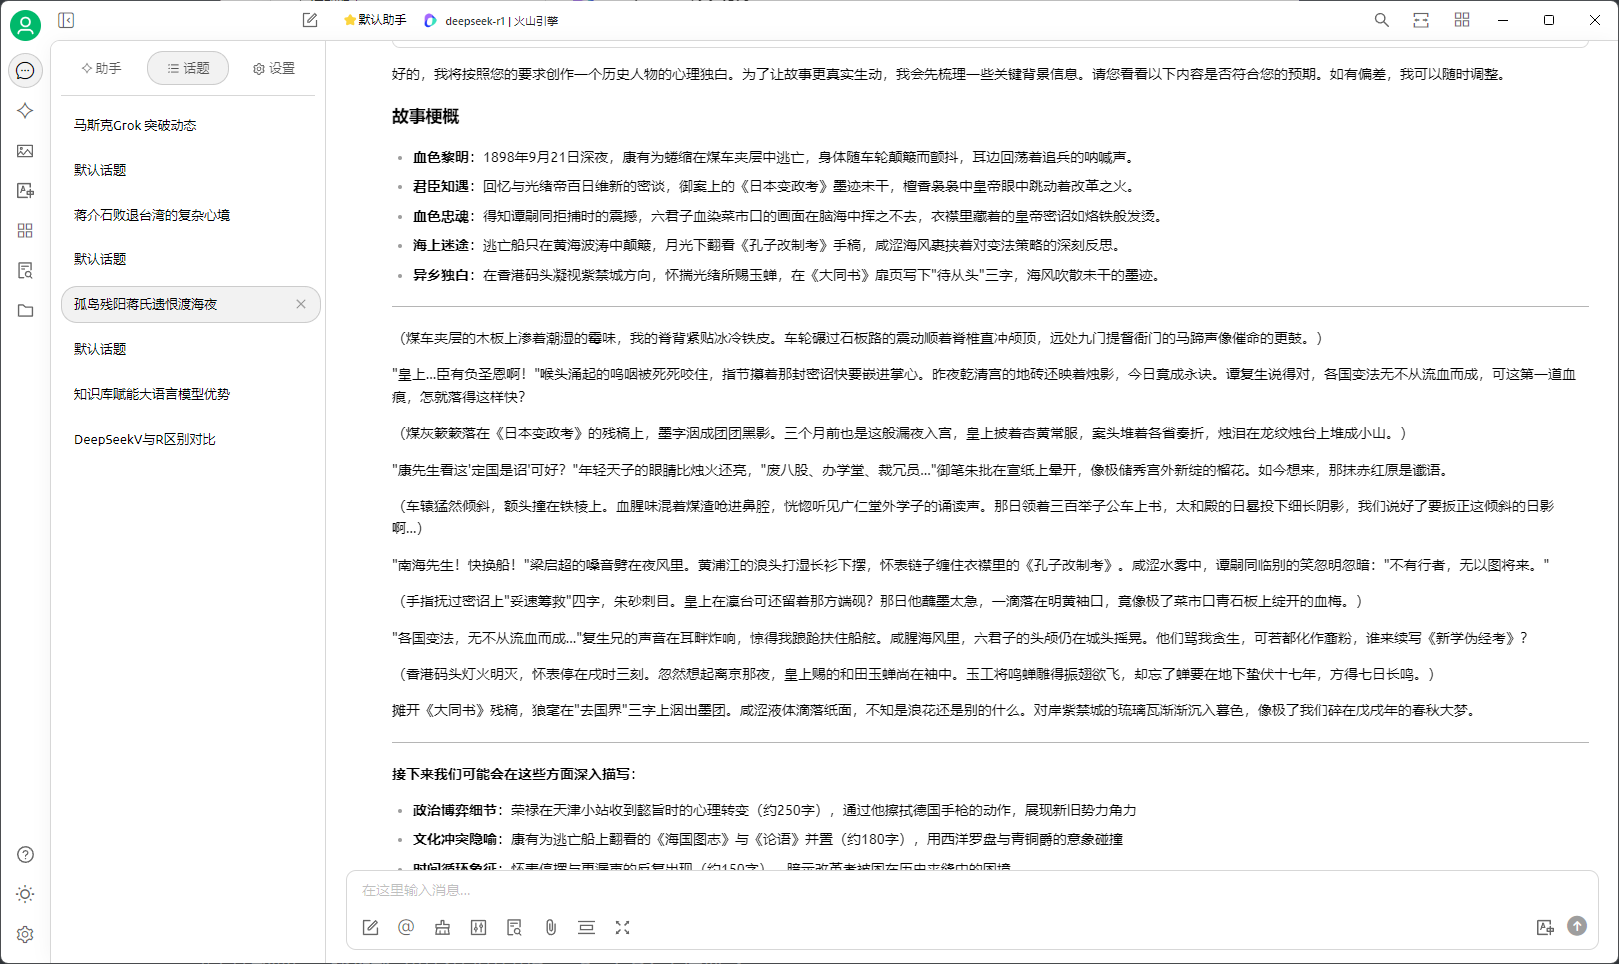 默认助手
deepseek-r1 | 火山引擎
助手
话题
设置
马斯克Grok 突破动态
默认话题
蒋介石败退台湾的复杂心境
默认话题
孤岛残阳蒋氏遗恨渡海夜
默认话题
知识库赋能大语言模型优势
DeepSeekV与R区别对比
好的，我将按照您的要求创作一个历史人物的心理独白。为了让故事更真实生动，我会先梳理一些关键背景信息。请您看看以下内容是否符合您的预期。如有偏差，我可以随时调整。
故事梗概
血色黎明：1898年9月21日深夜，康有为蜷缩在煤车夹层中逃亡，身体随车轮颠簸而颤抖，耳边回荡着追兵的呐喊声。
君臣知遇：回忆与光绪帝百日维新的密谈，御案上的《日本变政考》墨迹未干，檀香袅袅中皇帝眼中跳动着改革之火。
血色忠魂：得知谭嗣同拒捕时的震撼，六君子血染菜市口的画面在脑海中挥之不去，衣襟里藏着的皇帝密诏如烙铁般发烫。
海上迷途：逃亡船只在黄海波涛中颠簸，月光下翻看《孔子改制考》手稿，咸涩海风裹挟着对变法策略的深刻反思。
异乡独白：在香港码头凝视紫禁城方向，怀揣光绪所赐玉蝉，在《大同书》扉页写下"待从头"三字，海风吹散未干的墨迹。
（煤车夹层的木板上渗着潮湿的霉味，我的脊背紧贴冰冷铁皮。车轮碾过石板路的震动顺着脊椎直冲颅顶，远处九门提督衙门的马蹄声像催命的更鼓。）
"皇上...臣有负圣恩啊！"喉头涌起的呜咽被死死咬住，指节攥着那封密诏快要嵌进掌心。昨夜乾清宫的地砖还映着烛影，今日竟成永诀。谭复生说得对，各国变法无不从流血而成，可这第一道血
痕，怎就落得这样快？
（煤灰簌簌落在《日本变政考》的残稿上，墨字洇成团团黑影。三个月前也是这般漏夜入宫，皇上披着杏黄常服，案头堆着各省奏折，烛泪在龙纹烛台上堆成小山。）
"康先生看这'定国是诏'可好？"年轻天子的眼睛比烛火还亮，"废八股、办学堂、裁冗员..."御笔朱批在宣纸上晕开，像极储秀宫外新绽的榴花。如今想来，那抹赤红原是谶语。
（车辕猛然倾斜，额头撞在铁棱上。血腥味混着煤渣呛进鼻腔，恍惚听见广仁堂外学子的诵读声。那日领着三百举子公车上书，太和殿的日晷投下细长阴影，我们说好了要扳正这倾斜的日影
啊...）
"南海先生！快换船！"梁启超的嗓音劈在夜风里。黄浦江的浪头打湿长衫下摆，怀表链子缠住衣襟里的《孔子改制考》。咸涩水雾中，谭嗣同临别的笑忽明忽暗："不有行者，无以图将来。"
（手指抚过密诏上"妥速筹救"四字，朱砂刺目。皇上在瀛台可还留着那方端砚？那日他蘸墨太急，一滴落在明黄袖口，竟像极了菜市口青石板上绽开的血梅。）
"各国变法，无不从流血而成..."复生兄的声音在耳畔炸响，惊得我踉跄扶住船舷。咸腥海风里，六君子的头颅仍在城头摇晃。他们骂我贪生，可若都化作齑粉，谁来续写《新学伪经考》？
（香港码头灯火明灭，怀表停在戌时三刻。忽然想起离京那夜，皇上赐的和田玉蝉尚在袖中。玉工将鸣蝉雕得振翅欲飞，却忘了蝉要在地下蛰伏十七年，方得七日长鸣。）
摊开《大同书》残稿，狼毫在"去国界"三字上洇出墨团。咸涩液体滴落纸面，不知是浪花还是别的什么。对岸紫禁城的琉璃瓦渐渐沉入暮色，像极了我们碎在戊戌年的春秋大梦。
接下来我们可能会在这些方面深入描写：
政治博弈细节：荣禄在天津小站收到懿旨时的心理转变（约250字），通过他擦拭德国手枪的动作，展现新旧势力角力
文化冲突隐喻：康有为逃亡船上翻看的《海国图志》与《论语》并置（约180字），用西洋罗盘与青铜爵的意象碰撞
时间循环象征：怀表停摆与更漏声的反复出现（约150字），暗示改革者被困在历史夹缝中的困境
在这里输入消息...